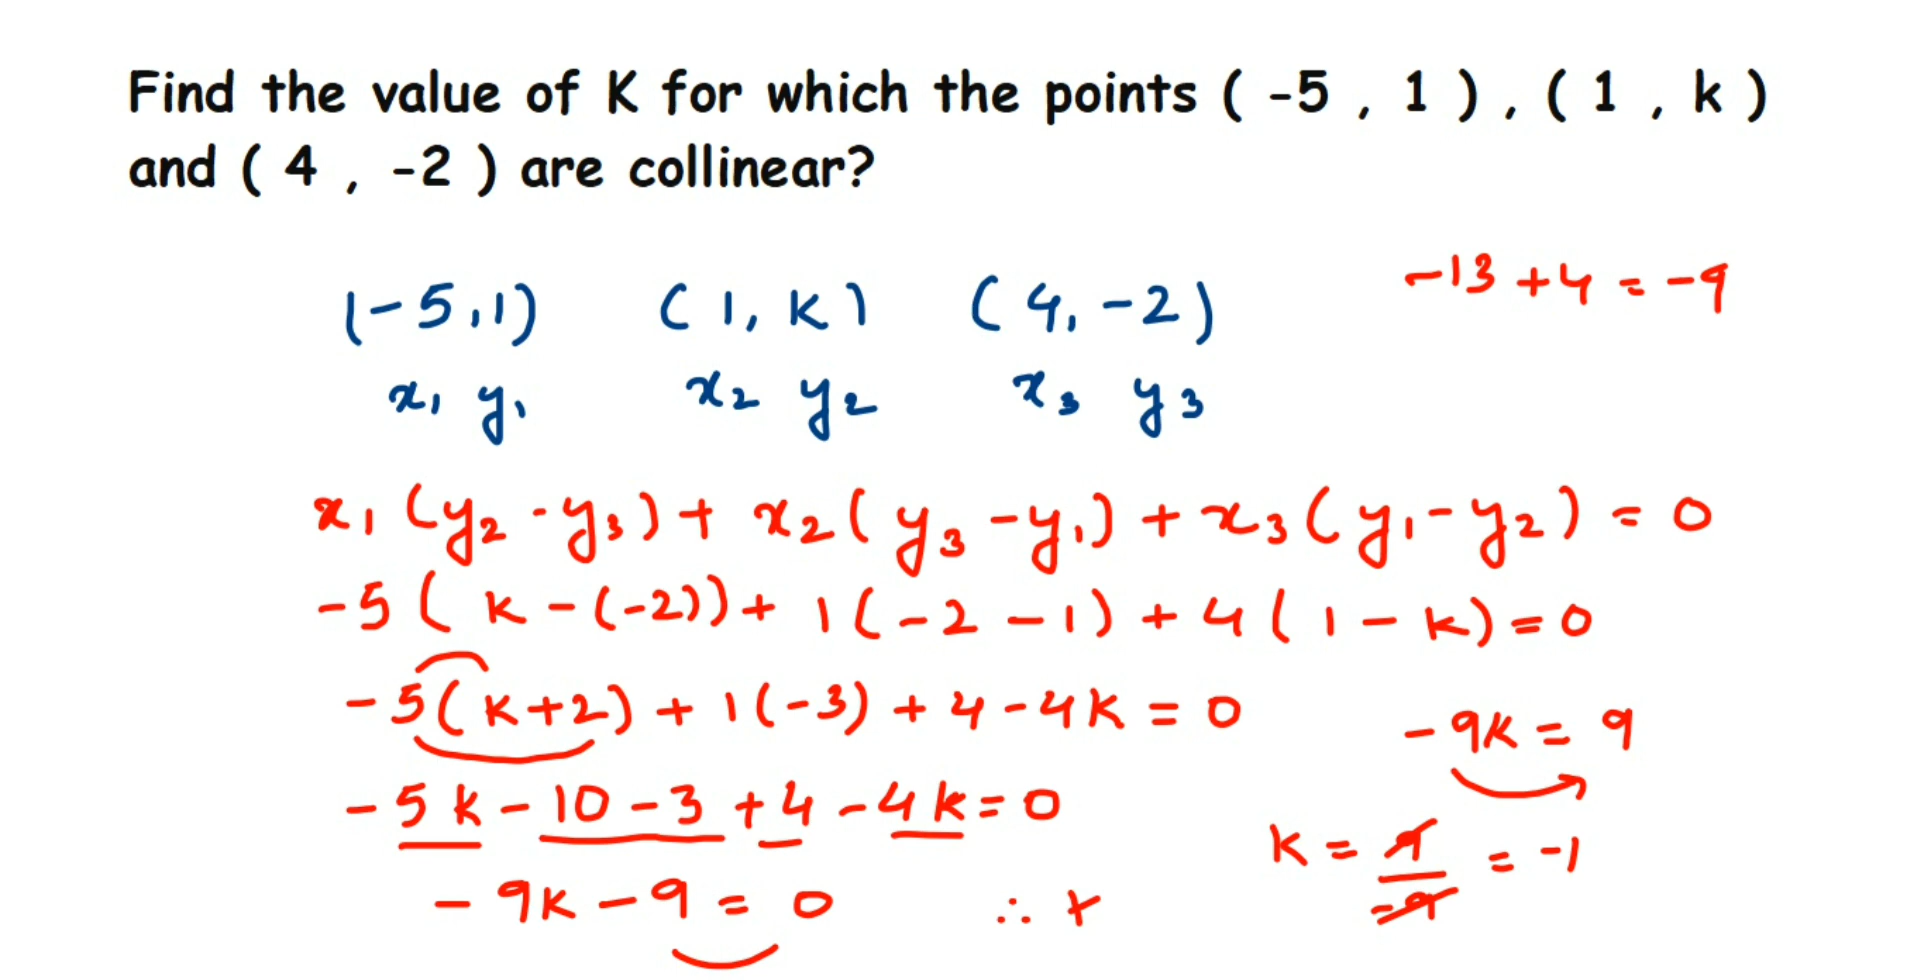 Find the value of K for which the points ( -5 , 1 ) , ( 1 , k )
and ( 4 , -2 ) are collinear?
(-5,1) (1, k) (4, -2)
x₁ y₁ x₂ y₂ x₃ y₃
-13 + 4 = -9
x₁ (y₂ - y₃) + x₂ (y₃ - y₁) + x₃ (y₁ - y₂) = 0
-5 ( k - (-2)) + 1 ( -2 - 1) + 4 ( 1 - k) = 0
-5 ( k+2) + 1 (-3) + 4 - 4k = 0
-5k - 10 - 3 + 4 - 4k = 0
-9k - 9 = 0
-9k = 9
k = 9/-9 = -1
∴